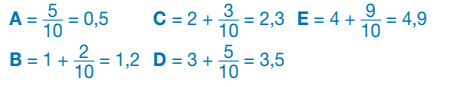 A = 5/10 = 0,5 C = 2 + 3/10 = 2,3 E = 4 + 9/10 = 4,9
B = 1 + 2/10 = 1,2 D = 3 + 5/10 = 3,5